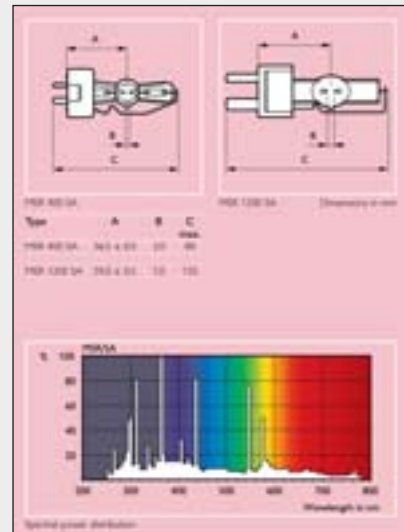 A
B
C
A
B
C
MSR 400 SA
MSR 1200 SA
Dimensions in mm
Type A B C
max.
MSR 400 SA
MSR 1200 SA
MSR/SA
%
100
80
60
40
20
200 300 400 500 600 700 800
Wavelength in nm
Spectral power distribution